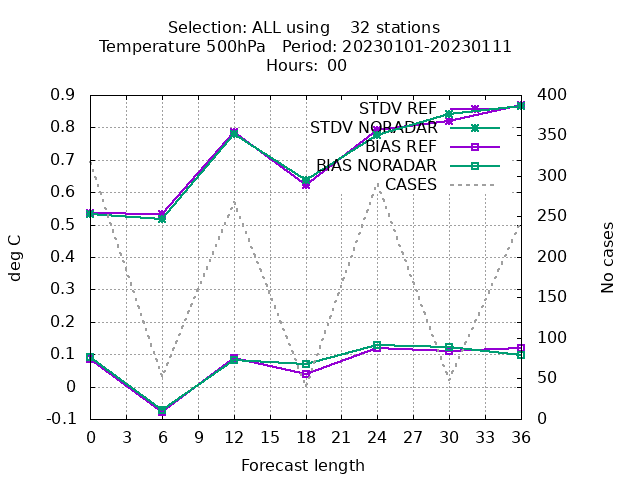 Selection: ALL using    32 stations
Temperature 500hPa   Period: 20230101-20230111
Hours: 00
0.9
0.8
0.7
0.6
0.5
0.4
0.3
0.2
0.1
0
-0.1
deg C
STDV REF
STDV NORADAR
BIAS REF
BIAS NORADAR
CASES
400
350
300
250
200
150
100
50
0
No cases
0 3 6 9 12 15 18 21 24 27 30 33 36
Forecast length